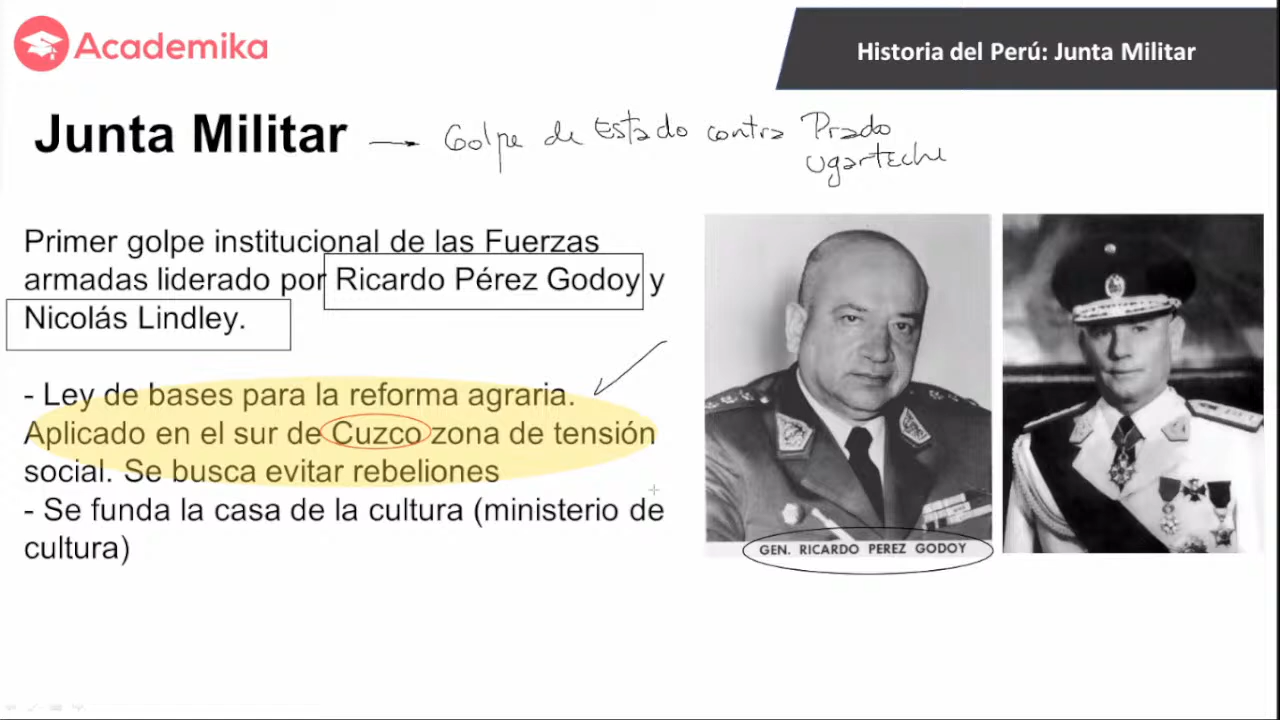 Academika
Historia del Perú: Junta Militar
Junta Militar
Golpe de Estado contra Prado
Ugarteche
Primer golpe institucional de las Fuerzas
armadas liderado por Ricardo Pérez Godoy y
Nicolás Lindley.
- Ley de bases para la reforma agraria.
Aplicado en el sur de Cuzco zona de tensión
social. Se busca evitar rebeliones
- Se funda la casa de la cultura (ministerio de
cultura)
GEN. RICARDO PEREZ GODOY